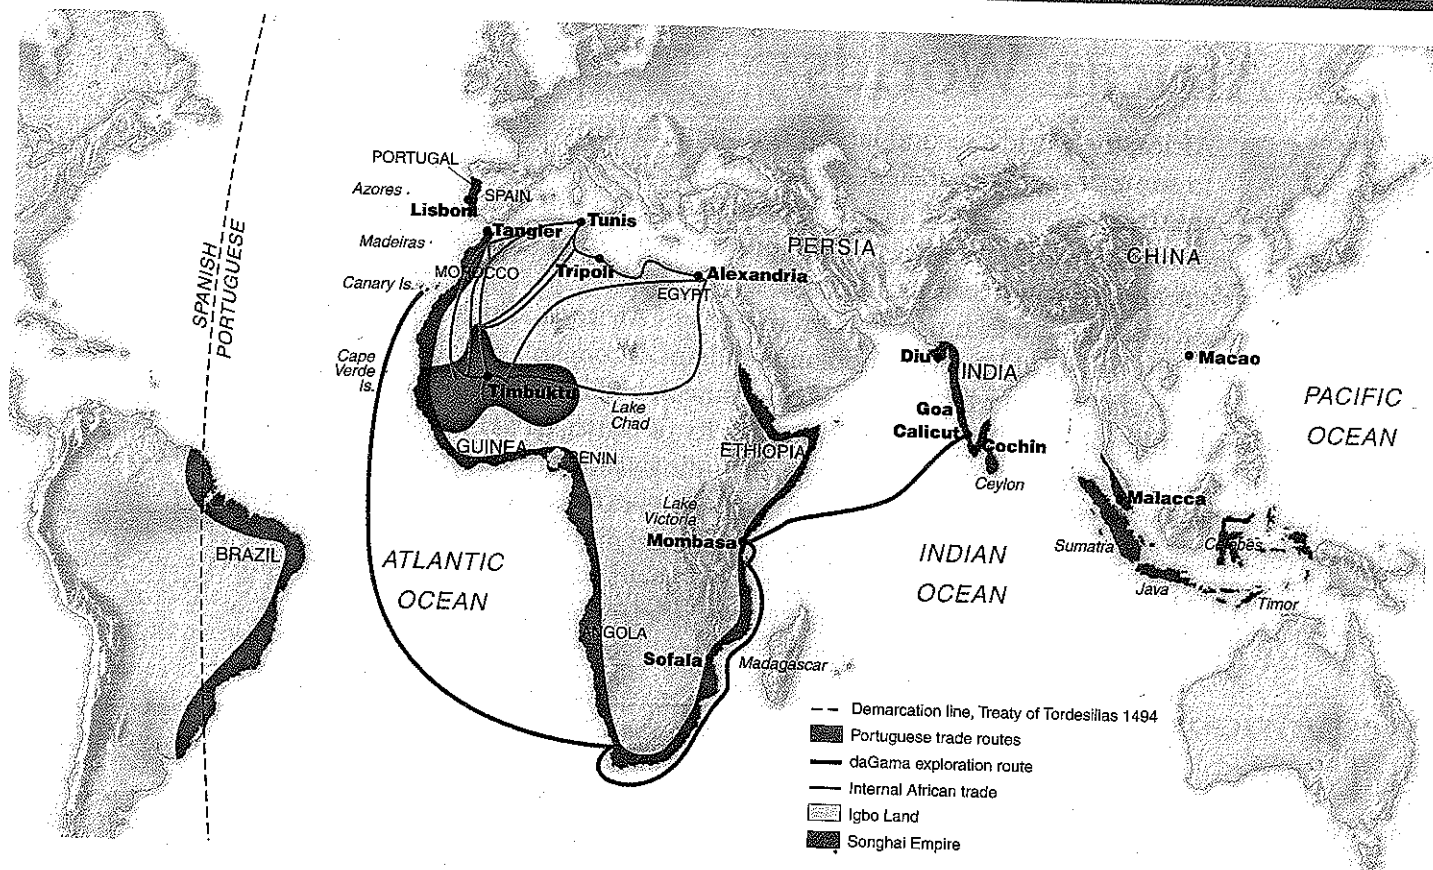 PORTUGAL
Azores
SPAIN
Lisbon
Tangier
Tunis
Madeiras
MOROCCO
Tripoli
Alexandria
PERSIA
CHINA
Canary Is.
EGYPT
SPANISH
PORTUGUESE
Cape
Verde
Is.
Timbuktu
Lake
Chad
Diu
INDIA
Macao
Goa
Calicut
Cochin
Ceylon
PACIFIC
OCEAN
GUINEA
BENIN
ETHIOPIA
Lake
Victoria
Mombasa
Malacca
BRAZIL
ATLANTIC
OCEAN
INDIAN
OCEAN
Sumatra
Celebes
Java
Timor
ANGOLA
Sofala
Madagascar
Demarcation line, Treaty of Tordesillas 1494
Portuguese trade routes
daGama exploration route
Internal African trade
Igbo Land
Songhai Empire